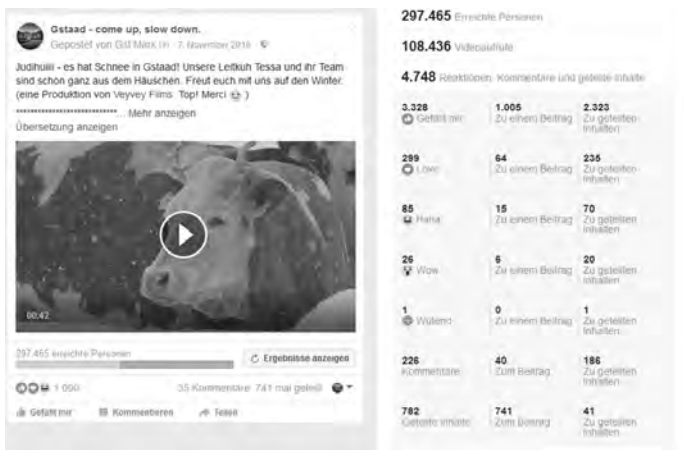 Gstaad - come up, slow down.
Gepostet von
7. November 2016
Judihuiii - es hat Schnee in Gstaad! Unsere Leitkuh Tessa und ihr Team
sind schon ganz aus dem Häuschen. Freut euch mit uns auf den Winter.
(eine Produktion von Veyvey Films. Top! Merci 😉 )
**************************** ... Mehr anzeigen
Übersetzung anzeigen
00:42
297.465 erreichte Personen
Ergebnisse anzeigen
1.090
35 Kommentare 741 mal geteilt
Gefällt mir
Kommentieren
Teilen
297.465 Erreichte Personen
108.436 Videoaufrufe
4.748 Reaktionen, Kommentare und geteilte Inhalte
3.328
Gefällt mir
1.005
Zu einem Beitrag
2.323
Zu geteilten
Inhalten
299
Love
64
Zu einem Beitrag
235
Zu geteilten
Inhalten
85
Haha
15
Zu einem Beitrag
70
Zu geteilten
Inhalten
26
Wow
6
Zu einem Beitrag
20
Zu geteilten
Inhalten
1
Wütend
0
Zu einem Beitrag
1
Zu geteilten
Inhalten
226
Kommentare
40
Zum Beitrag
186
Zu geteilten
Inhalten
782
Geteilte Inhalte
741
Zum Beitrag
41
Zu geteilten
Inhalten